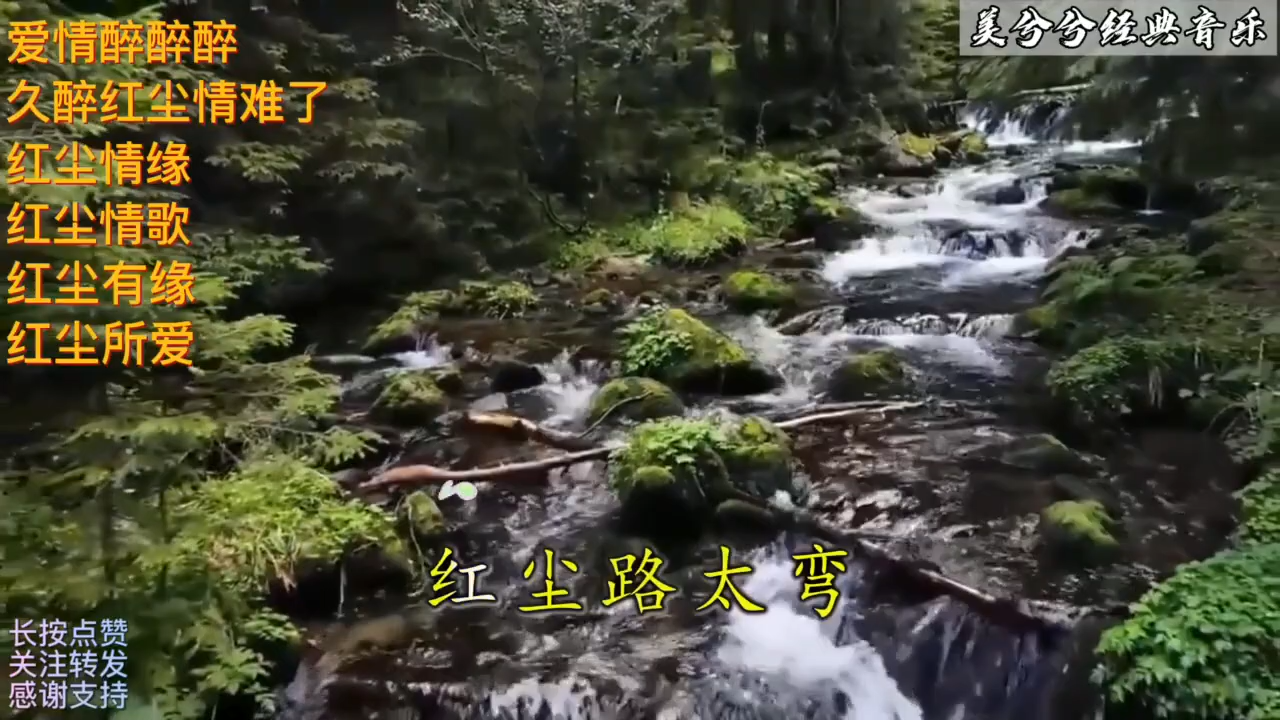 爱情醉醉醉
久醉红尘情难了
红尘情缘
红尘情歌
红尘有缘
红尘所爱
美兮兮经典音乐
红尘路太弯
长按点赞
关注转发
感谢支持